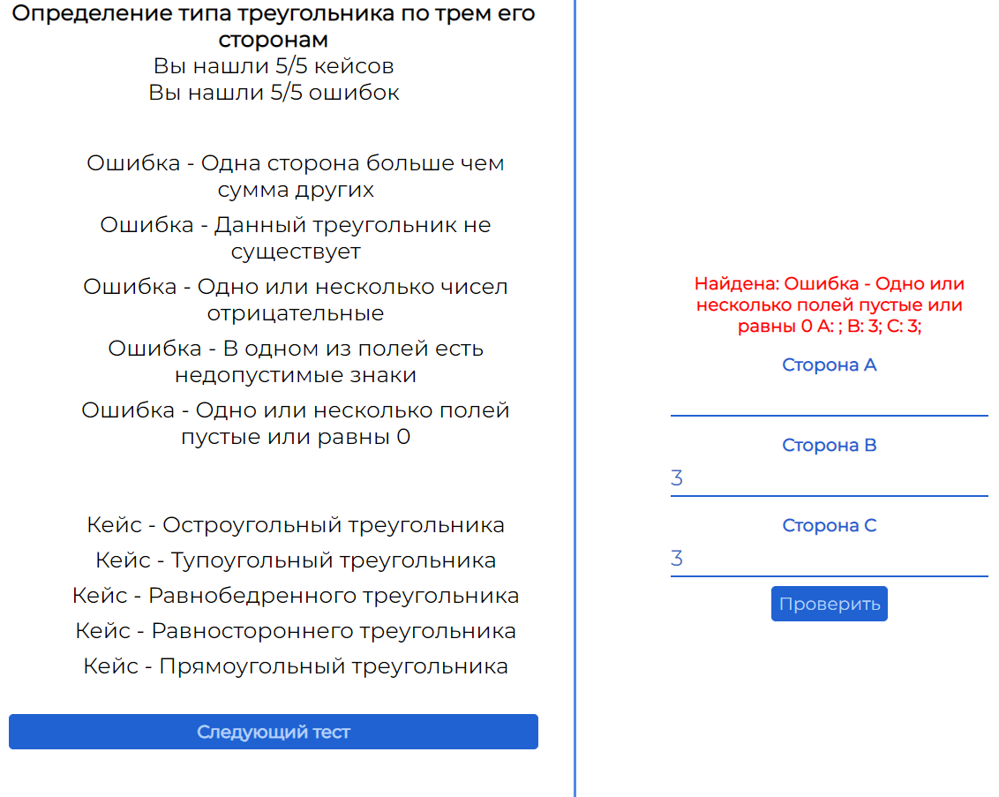 Определение типа треугольника по трем его
сторонам
Вы нашли 5/5 кейсов
Вы нашли 5/5 ошибок
Ошибка - Одна сторона больше чем
сумма других
Ошибка - Данный треугольник не
существует
Ошибка - Одно или несколько чисел
отрицательные
Ошибка - В одном из полей есть
недопустимые знаки
Ошибка - Одно или несколько полей
пустые или равны 0
Кейс - Остроугольный треугольника
Кейс - Тупоугольный треугольника
Кейс - Равнобедренного треугольника
Кейс - Равностороннего треугольника
Кейс - Прямоугольный треугольника
Следующий тест
Найдена: Ошибка - Одно или
несколько полей пустые или
равны 0 A: ; B: 3; C: 3;
Сторона A
Сторона B
3
Сторона C
3
Проверить